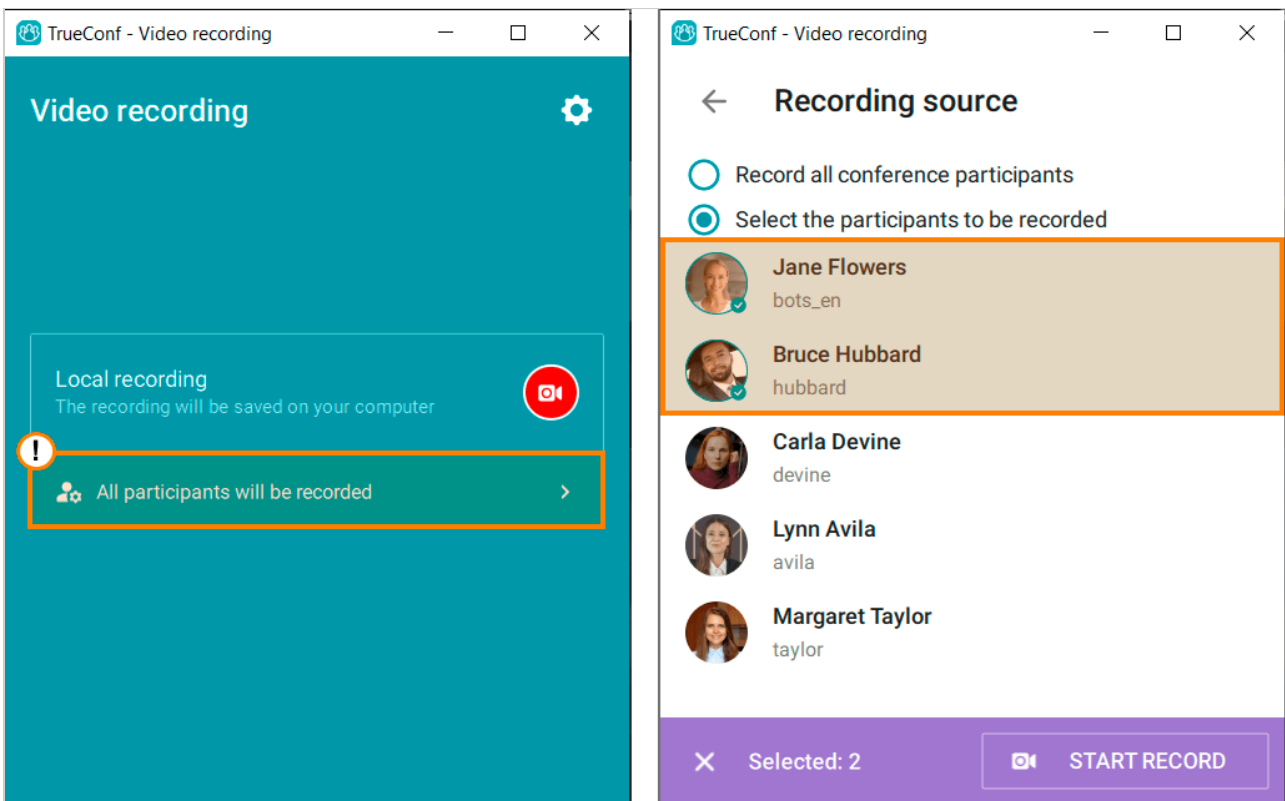 TrueConf - Video recording
Video recording
Local recording
The recording will be saved on your computer
!
All participants will be recorded
TrueConf - Video recording
Recording source
Record all conference participants
Select the participants to be recorded
Jane Flowers
bots_en
Bruce Hubbard
hubbard
Carla Devine
devine
Lynn Avila
avila
Margaret Taylor
taylor
Selected: 2
START RECORD